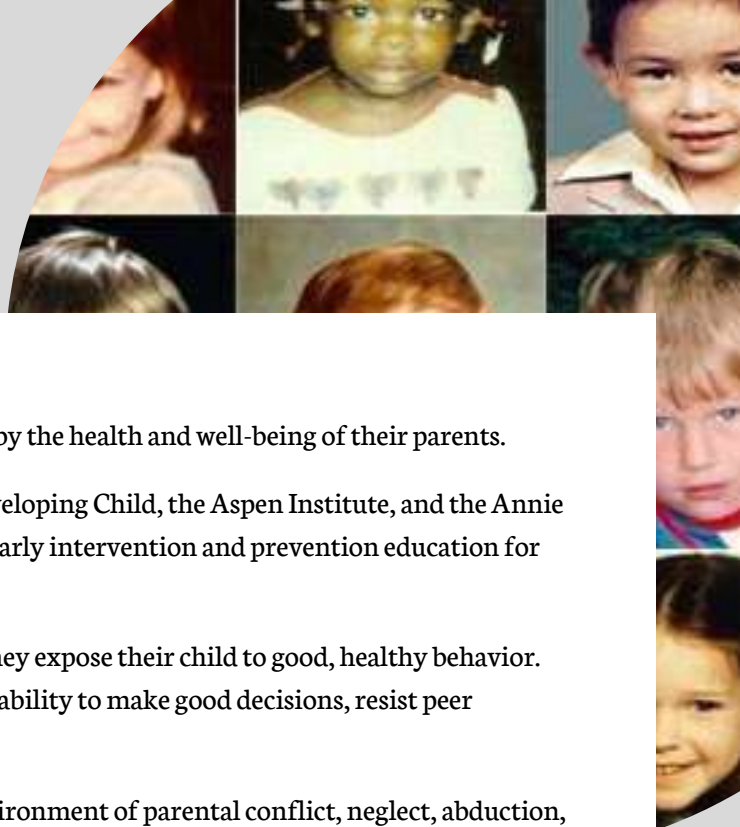 by the health and well-being of their parents.
veloping Child, the Aspen Institute, and the Annie
arly intervention and prevention education for
hey expose their child to good, healthy behavior.
ability to make good decisions, resist peer
ironment of parental conflict, neglect, abduction,